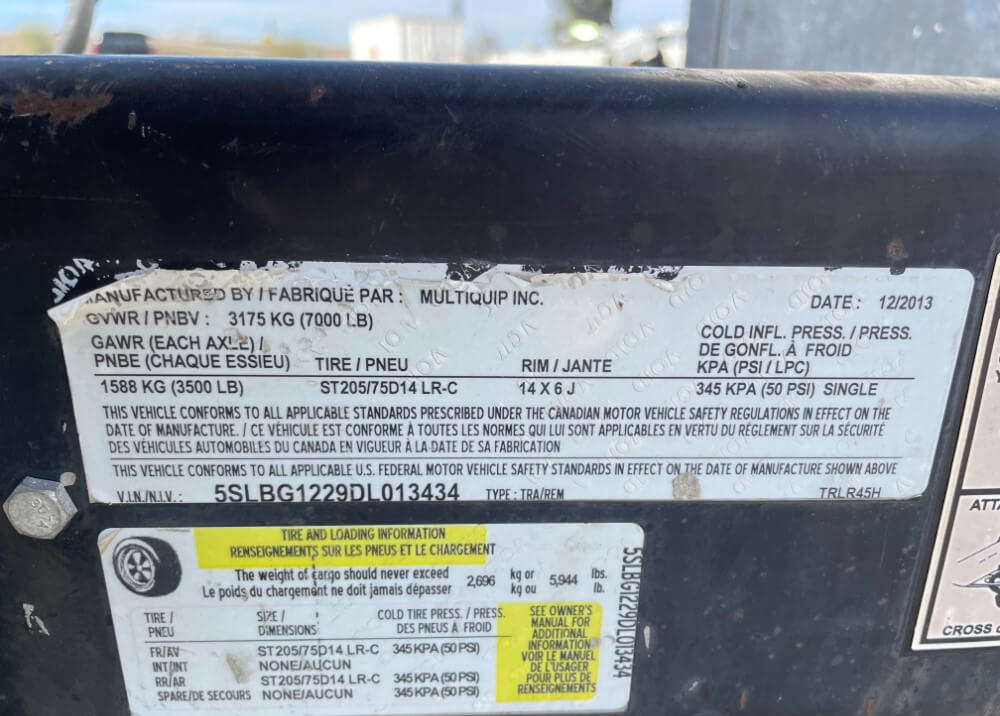 MANUFACTURED BY / FABRIQUÉ PAR : MULTIQUIP INC. DATE : 12/2013
GVWR / PNBV : 3175 KG (7000 LB)
GAWR (EACH AXLE) / PNBE (CHAQUE ESSIEU) TIRE / PNEU RIM / JANTE COLD INFL. PRESS. / PRESS. DE GONFL. À FROID KPA (PSI / LPC)
1588 KG (3500 LB) ST205/75D14 LR-C 14 X 6 J 345 KPA (50 PSI) SINGLE
THIS VEHICLE CONFORMS TO ALL APPLICABLE STANDARDS PRESCRIBED UNDER THE CANADIAN MOTOR VEHICLE SAFETY REGULATIONS IN EFFECT ON THE
DATE OF MANUFACTURE. / CE VÉHICULE EST CONFORME À TOUTES LES NORMES QUI LUI SONT APPLICABLES EN VERTU DU RÉGLEMENT SUR LA SÉCURITÉ
DES VÉHICULES AUTOMOBILES DU CANADA EN VIGUEUR À LA DATE DE SA FABRICATION
THIS VEHICLE CONFORMS TO ALL APPLICABLE U.S. FEDERAL MOTOR VEHICLE SAFETY STANDARDS IN EFFECT ON THE DATE OF MANUFACTURE SHOWN ABOVE
V.I.N./N.I.V.: 5SLBG1229DL013434 TYPE : TRA/REM TRLR45H
TIRE AND LOADING INFORMATION
RENSEIGNEMENTS SUR LES PNEUS ET LE CHARGEMENT
The weight of cargo should never exceed 2,696 kg or 5,944 lbs.
Le poids du chargement ne doit jamais dépasser kg ou lb.
TIRE / PNEU SIZE / DIMENSIONS COLD TIRE PRESS. / PRESS. DES PNEUS À FROID
FR/AV ST205/75D14 LR-C 345 KPA (50 PSI)
INT/INT NONE/AUCUN
RR/AR ST205/75D14 LR-C 345 KPA (50 PSI)
SPARE/DE SECOURS NONE/AUCUN 345 KPA (50 PSI)
SEE OWNER'S
MANUAL FOR
ADDITIONAL
INFORMATION
VOIR LE MANUEL
DE L'USAGER
POUR PLUS DE
RENSEIGNEMENTS
5SLBG1229DL013434
ATTA
CROSS